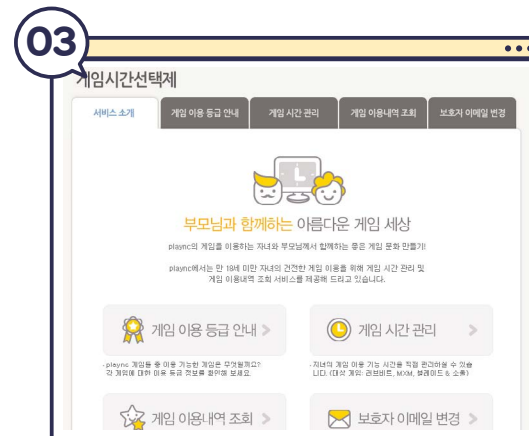 03
게임시간선택제
서비스 소개
게임 이용 등급 안내
게임 시간 관리
게임 이용내역 조회
보호자 이메일 변경
부모님과 함께하는 아름다운 게임 세상
plaync의 게임을 이용하는 자녀와 부모님께서 함께하는 좋은 게임 문화 만들기!
plaync에서는 만 18세 미만 자녀의 건전한 게임 이용을 위해 게임 시간 관리 및
게임 이용내역 조회 서비스를 제공해 드리고 있습니다.
게임 이용 등급 안내 >
게임 시간 관리 >
· plaync 게임들 중 이용 가능한 게임은 무엇일까요?
각 게임에 대한 이용 등급 정보를 확인해 보세요.
· 자녀의 게임 이용 가능 시간을 직접 관리하실 수 있습
니다. (대상 게임: 러브비트, MXM, 블레이드 & 소울)
게임 이용내역 조회 >
보호자 이메일 변경 >